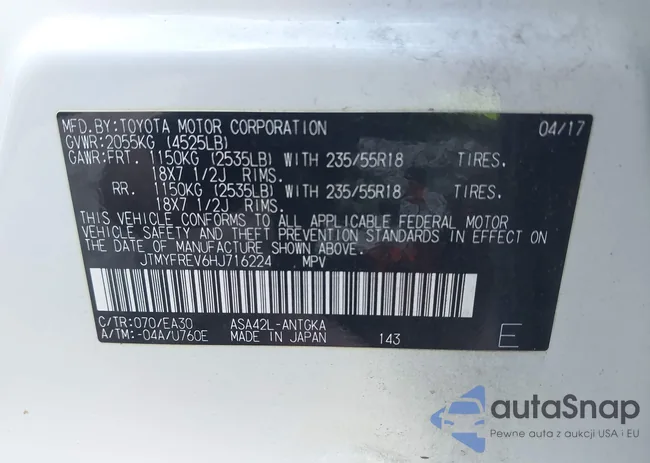 MFD.BY:TOYOTA MOTOR CORPORATION 04/17
GVWR:2055KG (4525LB)
GAWR:FRT. 1150KG (2535LB) WITH 235/55R18 TIRES.
18X7 1/2J RIMS.
RR. 1150KG (2535LB) WITH 235/55R18 TIRES.
18X7 1/2J RIMS.
THIS VEHICLE CONFORMS TO ALL APPLICABLE FEDERAL MOTOR
VEHICLE SAFETY AND THEFT PREVENTION STANDARDS IN EFFECT ON
THE DATE OF MANUFACTURE SHOWN ABOVE.
JTMYFREV6HJ716224 MPV
C/TR:070/EA30 ASA42L-ANTGKA
A/TM:-04A/U760E MADE IN JAPAN 143 E
autaSnap
Pewne auta z aukcji USA i EU